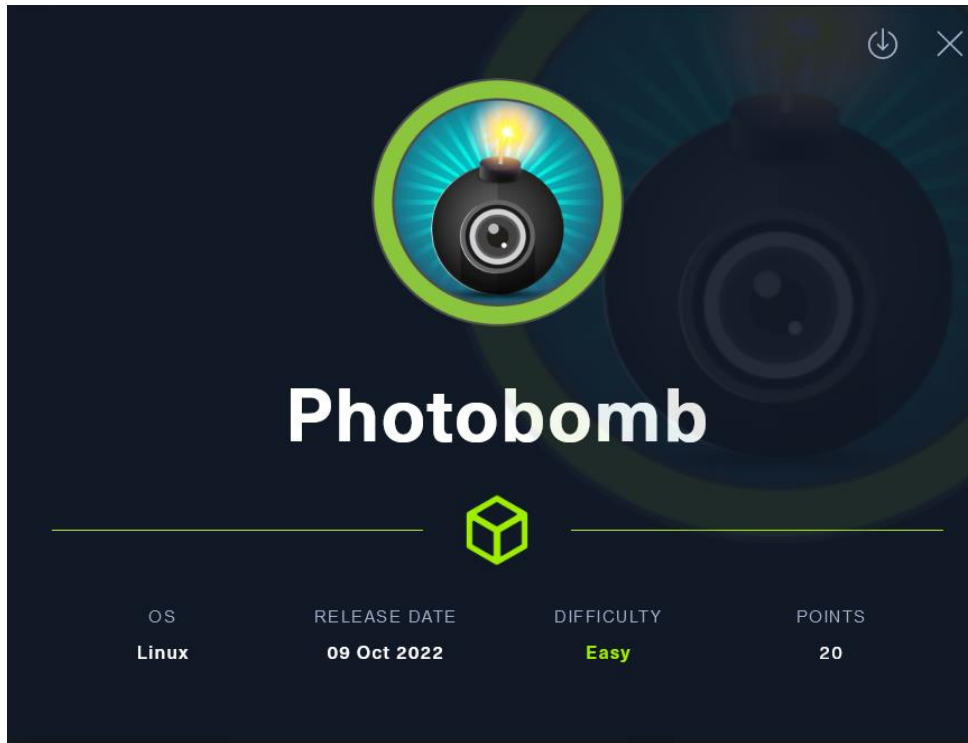 Photobomb
OS RELEASE DATE DIFFICULTY POINTS
Linux 09 Oct 2022 Easy 20